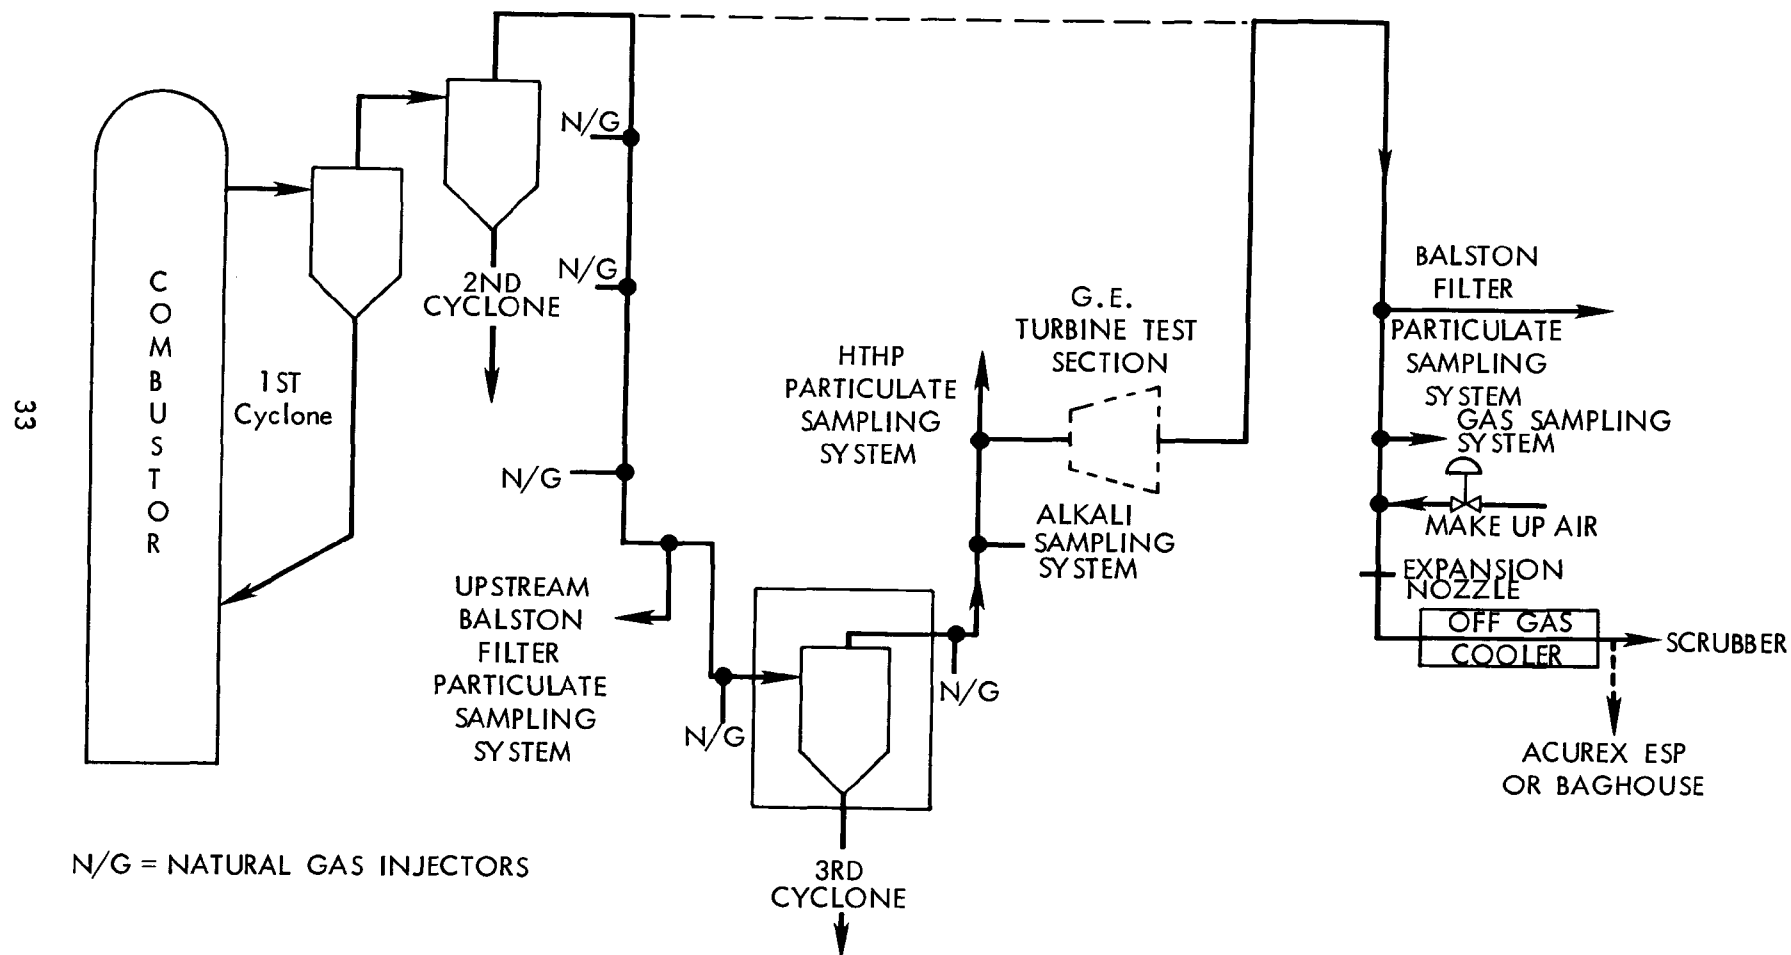 33
C
O
M
B
U
S
T
O
R
1ST
Cyclone
2ND
CYCLONE
N/G
N/G
N/G
UPSTREAM
BALSTON
FILTER
PARTICULATE
SAMPLING
SYSTEM
N/G
3RD
CYCLONE
N/G
ALKALI
SAMPLING
SYSTEM
HTHP
PARTICULATE
SAMPLING
SYSTEM
G.E.
TURBINE TEST
SECTION
BALSTON
FILTER
PARTICULATE
SAMPLING
SYSTEM
GAS SAMPLING
SYSTEM
MAKE UP AIR
EXPANSION
NOZZLE
OFF GAS
COOLER
SCRUBBER
ACUREX ESP
OR BAGHOUSE
N/G = NATURAL GAS INJECTORS